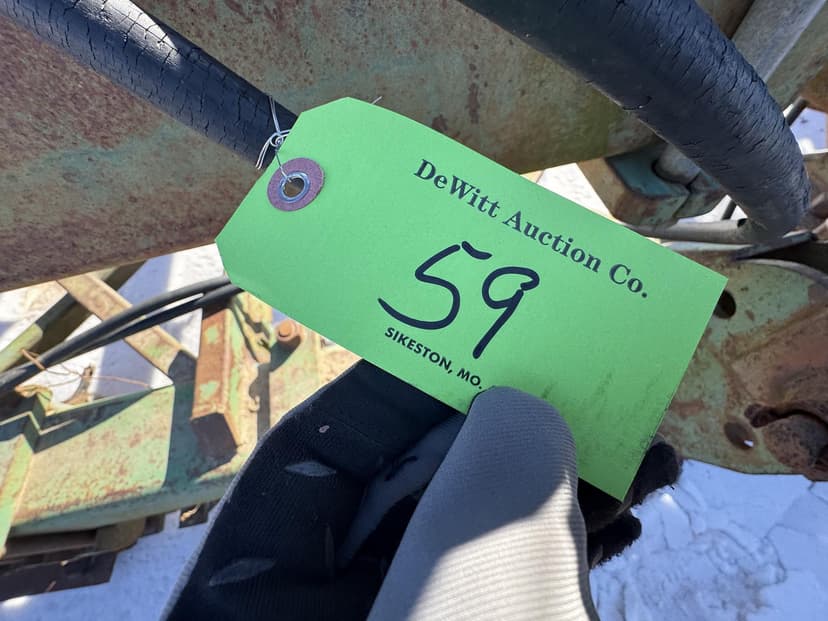 DeWitt Auction Co.
59
SIKESTON, MO.